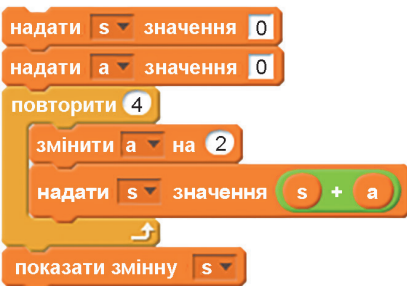 надати s значення 0
надати a значення 0
повторити 4
змінити a на 2
надати s значення s + a
показати змінну s